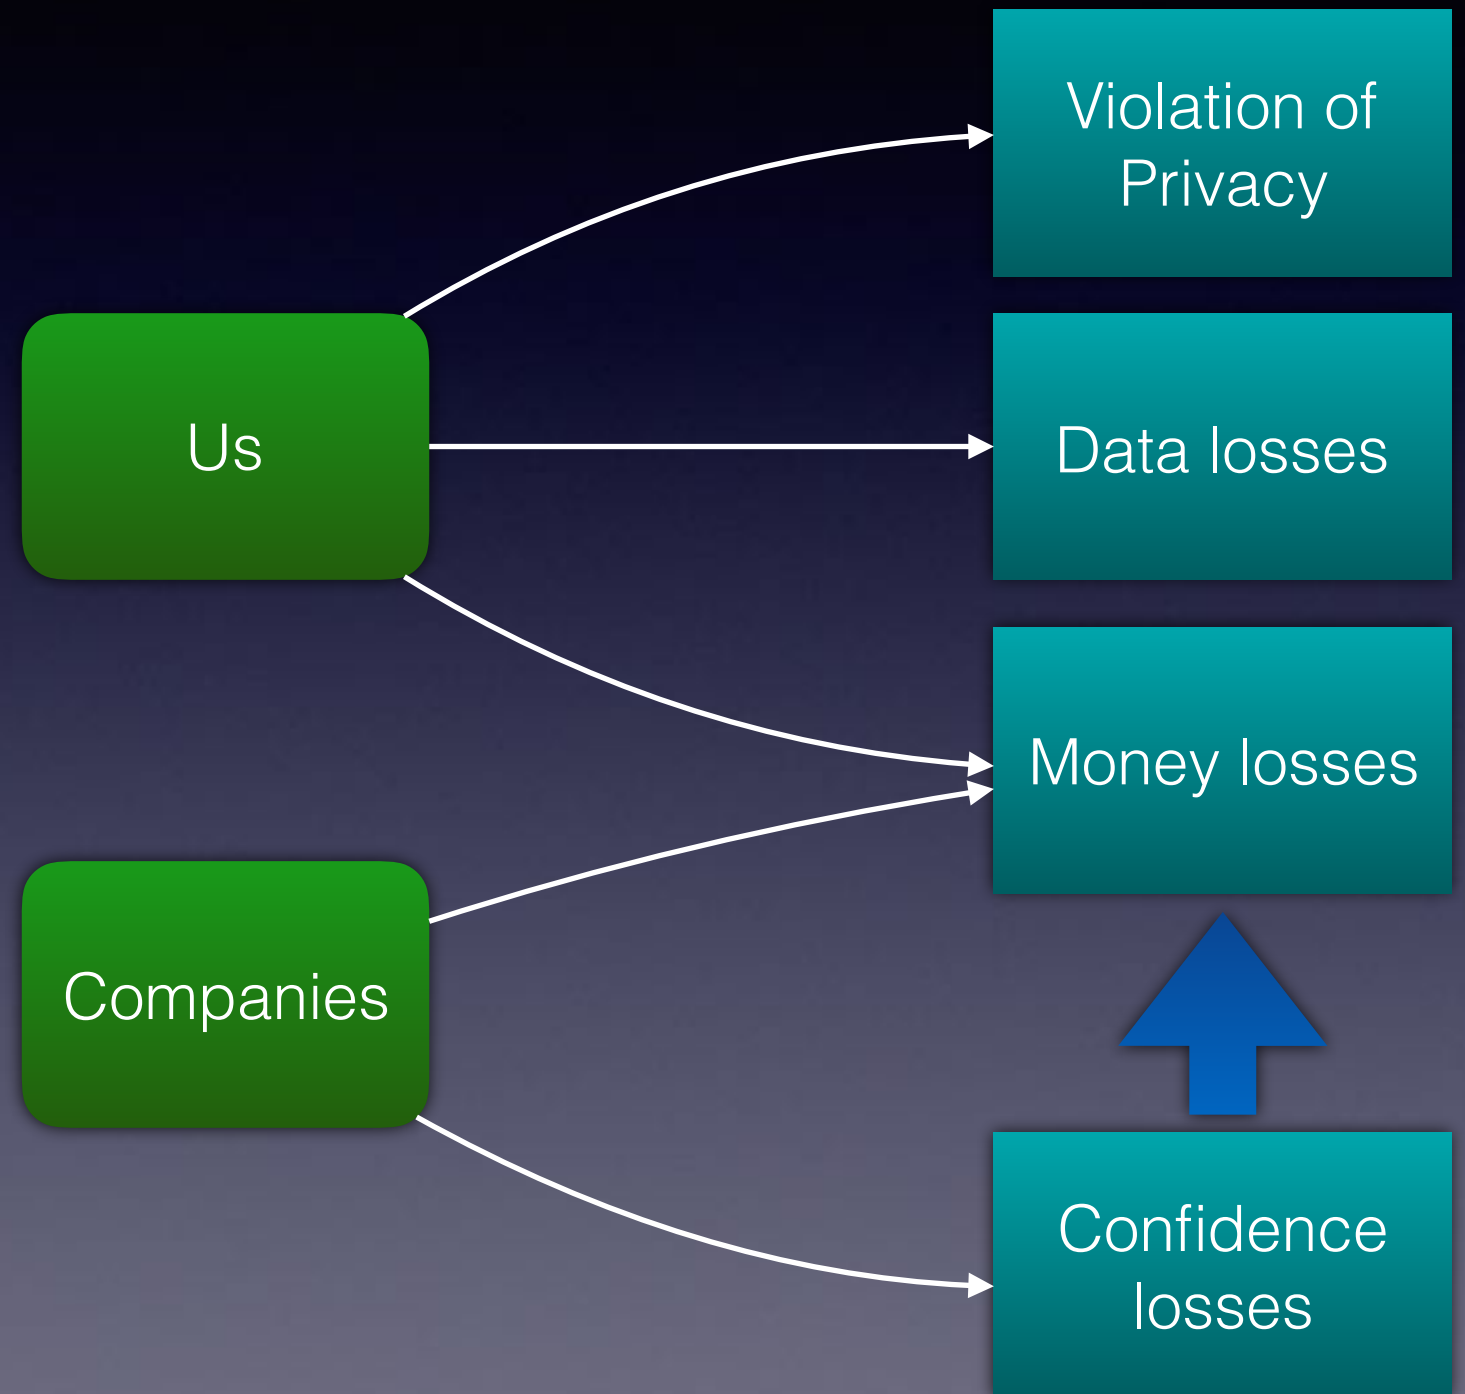 Violation of
Privacy
Us
Data losses
Money losses
Companies
Confidence
losses